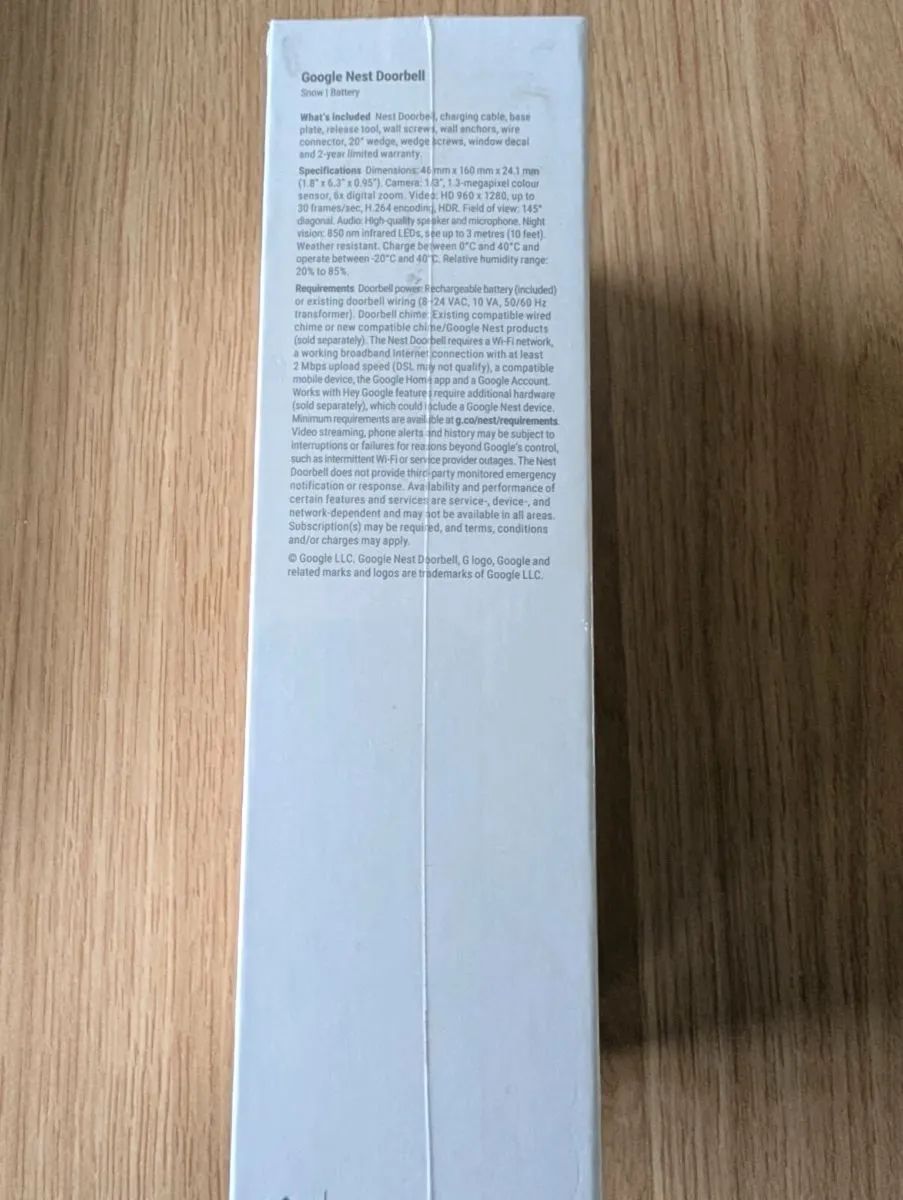 Google Nest Doorbell
Snow | Battery
What's included Nest Doorbell, charging cable, base
plate, release tool, wall screws, wall anchors, wire
connector, 20° wedge, wedge screws, window decal
and 2-year limited warranty.
Specifications Dimensions: 46 mm x 160 mm x 24.1 mm
(1.8" x 6.3" x 0.95"). Camera: 1/3", 1.3-megapixel colour
sensor, 6x digital zoom. Video: HD 960 x 1280, up to
30 frames/sec, H.264 encoding, HDR. Field of view: 145°
diagonal. Audio: High-quality speaker and microphone. Night
vision: 850 nm infrared LEDs, see up to 3 metres (10 feet).
Weather resistant. Charge between 0°C and 40°C and
operate between -20°C and 40°C. Relative humidity range:
20% to 85%.
Requirements Doorbell power: Rechargeable battery (included)
or existing doorbell wiring (8-24 VAC, 10 VA, 50/60 Hz
transformer). Doorbell chime: Existing compatible wired
chime or new compatible chime/Google Nest products
(sold separately). The Nest Doorbell requires a Wi-Fi network,
a working broadband Internet connection with at least
2 Mbps upload speed (DSL may not qualify), a compatible
mobile device, the Google Home app and a Google Account.
Works with Hey Google features require additional hardware
(sold separately), which could include a Google Nest device.
Minimum requirements are available at g.co/nest/requirements.
Video streaming, phone alerts and history may be subject to
interruptions or failures for reasons beyond Google's control,
such as intermittent Wi-Fi or service provider outages. The Nest
Doorbell does not provide third-party monitored emergency
notification or response. Availability and performance of
certain features and services are service-, device-, and
network-dependent and may not be available in all areas.
Subscription(s) may be required, and terms, conditions
and/or charges may apply.
© Google LLC. Google Nest Doorbell, G logo, Google and
related marks and logos are trademarks of Google LLC.